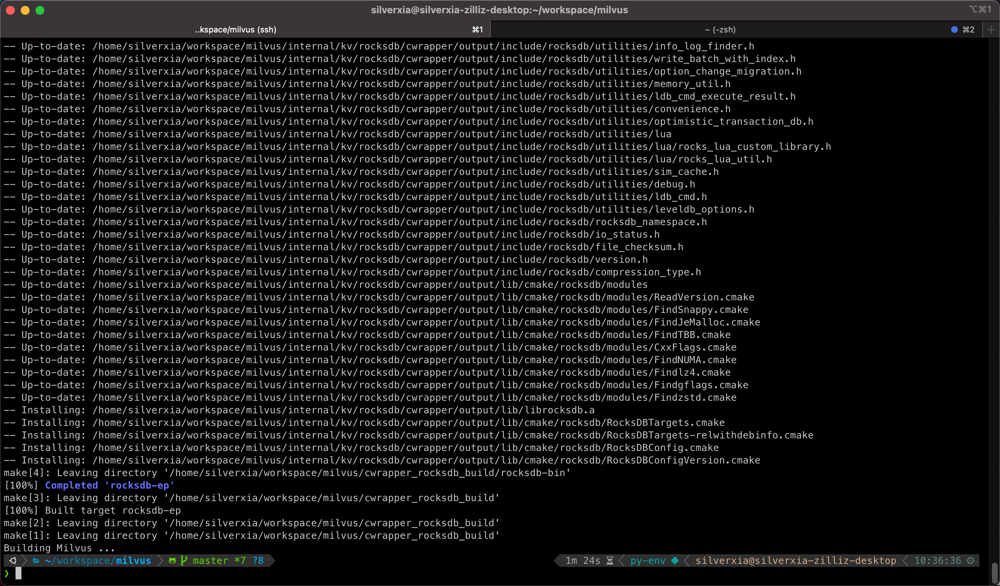 silverxia@silverxia-zilliz-desktop:~/workspace/milvus ⌥⌘1
..kspace/milvus (ssh) ⌘1 ~ (-zsh) ⌘2 +
-- Up-to-date: /home/silverxia/workspace/milvus/internal/kv/rocksdb/cwrapper/output/include/rocksdb/utilities/info_log_finder.h
-- Up-to-date: /home/silverxia/workspace/milvus/internal/kv/rocksdb/cwrapper/output/include/rocksdb/utilities/write_batch_with_index.h
-- Up-to-date: /home/silverxia/workspace/milvus/internal/kv/rocksdb/cwrapper/output/include/rocksdb/utilities/option_change_migration.h
-- Up-to-date: /home/silverxia/workspace/milvus/internal/kv/rocksdb/cwrapper/output/include/rocksdb/utilities/memory_util.h
-- Up-to-date: /home/silverxia/workspace/milvus/internal/kv/rocksdb/cwrapper/output/include/rocksdb/utilities/ldb_cmd_execute_result.h
-- Up-to-date: /home/silverxia/workspace/milvus/internal/kv/rocksdb/cwrapper/output/include/rocksdb/utilities/convenience.h
-- Up-to-date: /home/silverxia/workspace/milvus/internal/kv/rocksdb/cwrapper/output/include/rocksdb/utilities/optimistic_transaction_db.h
-- Up-to-date: /home/silverxia/workspace/milvus/internal/kv/rocksdb/cwrapper/output/include/rocksdb/utilities/lua
-- Up-to-date: /home/silverxia/workspace/milvus/internal/kv/rocksdb/cwrapper/output/include/rocksdb/utilities/lua/rocks_lua_custom_library.h
-- Up-to-date: /home/silverxia/workspace/milvus/internal/kv/rocksdb/cwrapper/output/include/rocksdb/utilities/lua/rocks_lua_util.h
-- Up-to-date: /home/silverxia/workspace/milvus/internal/kv/rocksdb/cwrapper/output/include/rocksdb/utilities/sim_cache.h
-- Up-to-date: /home/silverxia/workspace/milvus/internal/kv/rocksdb/cwrapper/output/include/rocksdb/utilities/debug.h
-- Up-to-date: /home/silverxia/workspace/milvus/internal/kv/rocksdb/cwrapper/output/include/rocksdb/utilities/ldb_cmd.h
-- Up-to-date: /home/silverxia/workspace/milvus/internal/kv/rocksdb/cwrapper/output/include/rocksdb/utilities/leveldb_options.h
-- Up-to-date: /home/silverxia/workspace/milvus/internal/kv/rocksdb/cwrapper/output/include/rocksdb/rocksdb_namespace.h
-- Up-to-date: /home/silverxia/workspace/milvus/internal/kv/rocksdb/cwrapper/output/include/rocksdb/io_status.h
-- Up-to-date: /home/silverxia/workspace/milvus/internal/kv/rocksdb/cwrapper/output/include/rocksdb/file_checksum.h
-- Up-to-date: /home/silverxia/workspace/milvus/internal/kv/rocksdb/cwrapper/output/include/rocksdb/version.h
-- Up-to-date: /home/silverxia/workspace/milvus/internal/kv/rocksdb/cwrapper/output/include/rocksdb/compression_type.h
-- Up-to-date: /home/silverxia/workspace/milvus/internal/kv/rocksdb/cwrapper/output/lib/cmake/rocksdb/modules
-- Up-to-date: /home/silverxia/workspace/milvus/internal/kv/rocksdb/cwrapper/output/lib/cmake/rocksdb/modules/ReadVersion.cmake
-- Up-to-date: /home/silverxia/workspace/milvus/internal/kv/rocksdb/cwrapper/output/lib/cmake/rocksdb/modules/FindSnappy.cmake
-- Up-to-date: /home/silverxia/workspace/milvus/internal/kv/rocksdb/cwrapper/output/lib/cmake/rocksdb/modules/FindJeMalloc.cmake
-- Up-to-date: /home/silverxia/workspace/milvus/internal/kv/rocksdb/cwrapper/output/lib/cmake/rocksdb/modules/FindTBB.cmake
-- Up-to-date: /home/silverxia/workspace/milvus/internal/kv/rocksdb/cwrapper/output/lib/cmake/rocksdb/modules/CxxFlags.cmake
-- Up-to-date: /home/silverxia/workspace/milvus/internal/kv/rocksdb/cwrapper/output/lib/cmake/rocksdb/modules/FindNUMA.cmake
-- Up-to-date: /home/silverxia/workspace/milvus/internal/kv/rocksdb/cwrapper/output/lib/cmake/rocksdb/modules/Findlz4.cmake
-- Up-to-date: /home/silverxia/workspace/milvus/internal/kv/rocksdb/cwrapper/output/lib/cmake/rocksdb/modules/Findgflags.cmake
-- Up-to-date: /home/silverxia/workspace/milvus/internal/kv/rocksdb/cwrapper/output/lib/cmake/rocksdb/modules/Findzstd.cmake
-- Installing: /home/silverxia/workspace/milvus/internal/kv/rocksdb/cwrapper/output/lib/librocksdb.a
-- Installing: /home/silverxia/workspace/milvus/internal/kv/rocksdb/cwrapper/output/lib/cmake/rocksdb/RocksDBTargets.cmake
-- Installing: /home/silverxia/workspace/milvus/internal/kv/rocksdb/cwrapper/output/lib/cmake/rocksdb/RocksDBTargets-relwithdebinfo.cmake
-- Installing: /home/silverxia/workspace/milvus/internal/kv/rocksdb/cwrapper/output/lib/cmake/rocksdb/RocksDBConfig.cmake
-- Installing: /home/silverxia/workspace/milvus/internal/kv/rocksdb/cwrapper/output/lib/cmake/rocksdb/RocksDBConfigVersion.cmake
make[4]: Leaving directory '/home/silverxia/workspace/milvus/cwrapper_rocksdb_build/rocksdb-bin'
[100%] Completed 'rocksdb-ep'
make[3]: Leaving directory '/home/silverxia/workspace/milvus/cwrapper_rocksdb_build'
[100%] Built target rocksdb-ep
make[2]: Leaving directory '/home/silverxia/workspace/milvus/cwrapper_rocksdb_build'
make[1]: Leaving directory '/home/silverxia/workspace/milvus/cwrapper_rocksdb_build'
Building Milvus ...
~/workspace/milvus master *7 ?8 1m 24s py-env silverxia@silverxia-zilliz-desktop 10:36:36
❯